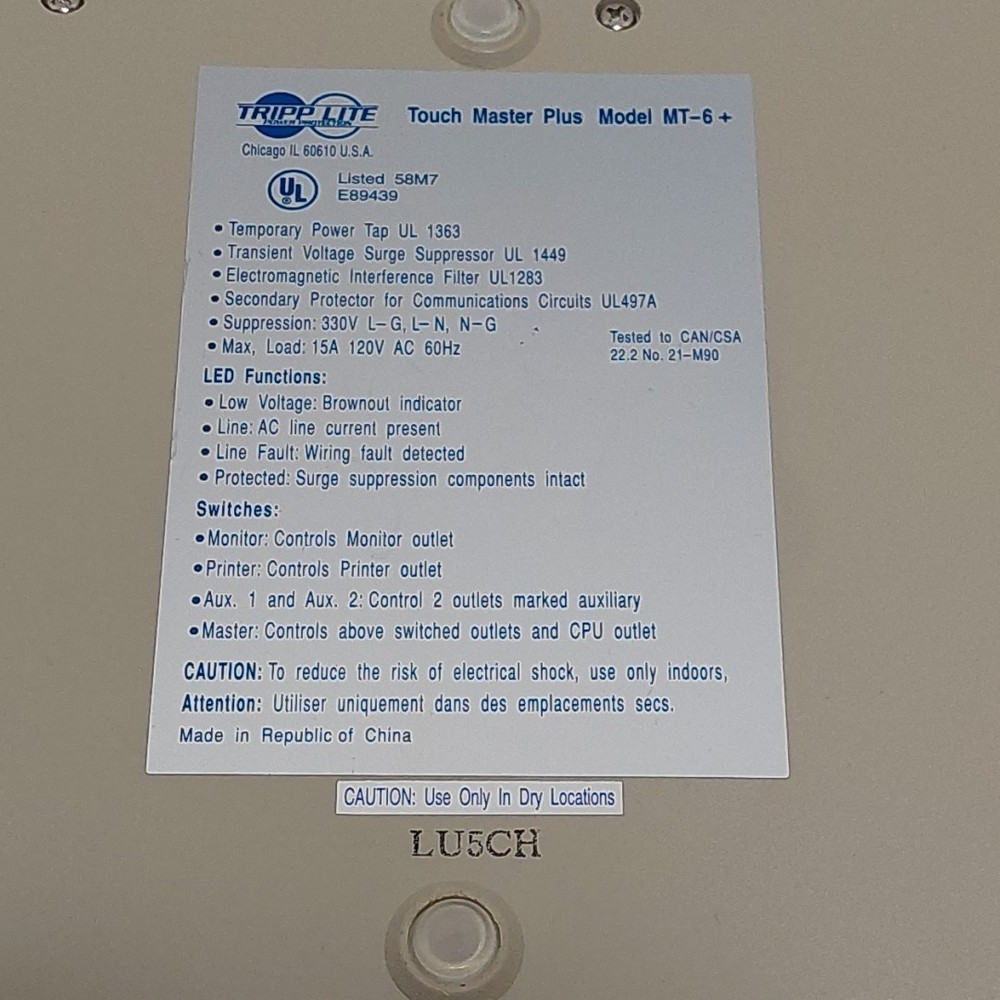 TRIPP LITE
POWER PROTECTION
Touch Master Plus Model MT-6+
Chicago IL 60610 U.S.A.
UL
®
Listed 58M7
E89439
• Temporary Power Tap UL 1363
• Transient Voltage Surge Suppressor UL 1449
• Electromagnetic Interference Filter UL1283
• Secondary Protector for Communications Circuits UL497A
• Suppression: 330V L-G, L-N, N-G
• Max, Load: 15A 120V AC 60Hz
Tested to CAN/CSA
22.2 No. 21-M90
LED Functions:
• Low Voltage: Brownout indicator
• Line: AC line current present
• Line Fault: Wiring fault detected
• Protected: Surge suppression components intact
Switches:
• Monitor: Controls Monitor outlet
• Printer: Controls Printer outlet
• Aux. 1 and Aux. 2: Control 2 outlets marked auxiliary
• Master: Controls above switched outlets and CPU outlet
CAUTION: To reduce the risk of electrical shock, use only indoors,
Attention: Utiliser uniquement dans des emplacements secs.
Made in Republic of China
CAUTION: Use Only In Dry Locations
LU5CH